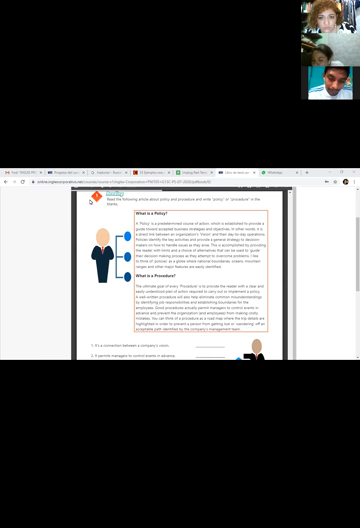 WhatsApp
Reading
Read the following article about policy and procedure and write "policy" or "procedure" in the
blanks.
What is a Policy?
A 'Policy' is a predetermined course of action, which is established to provide a
guide toward accepted business strategies and objectives. In other words, it is
a direct link between an organization's 'Vision' and their day-to-day operations.
Policies identify the key activities and provide a general strategy to decision-
makers on how to handle issues as they arise. This is accomplished by providing
the reader with limits and a choice of alternatives that can be used to 'guide'
their decision making process as they attempt to overcome problems. I like
to think of 'policies' as a globe where national boundaries, oceans, mountain
ranges and other major features are easily identified.
What is a Procedure?
The ultimate goal of every 'Procedure' is to provide the reader with a clear and
easily understood plan of action required to carry out or implement a policy.
A well-written procedure will also help eliminate common misunderstandings
by identifying job responsibilities and establishing boundaries for the
employees. Good procedures actually permit managers to control events in
advance and prevent the organization (and employees) from making costly
mistakes. You can think of a procedure as a road map where the trip details are
highlighted in order to prevent a person from getting lost or 'wandering' off an
acceptable path identified by the company's management team.
1. It's a connection between a company's vision.
2. It permits managers to control events in advance.